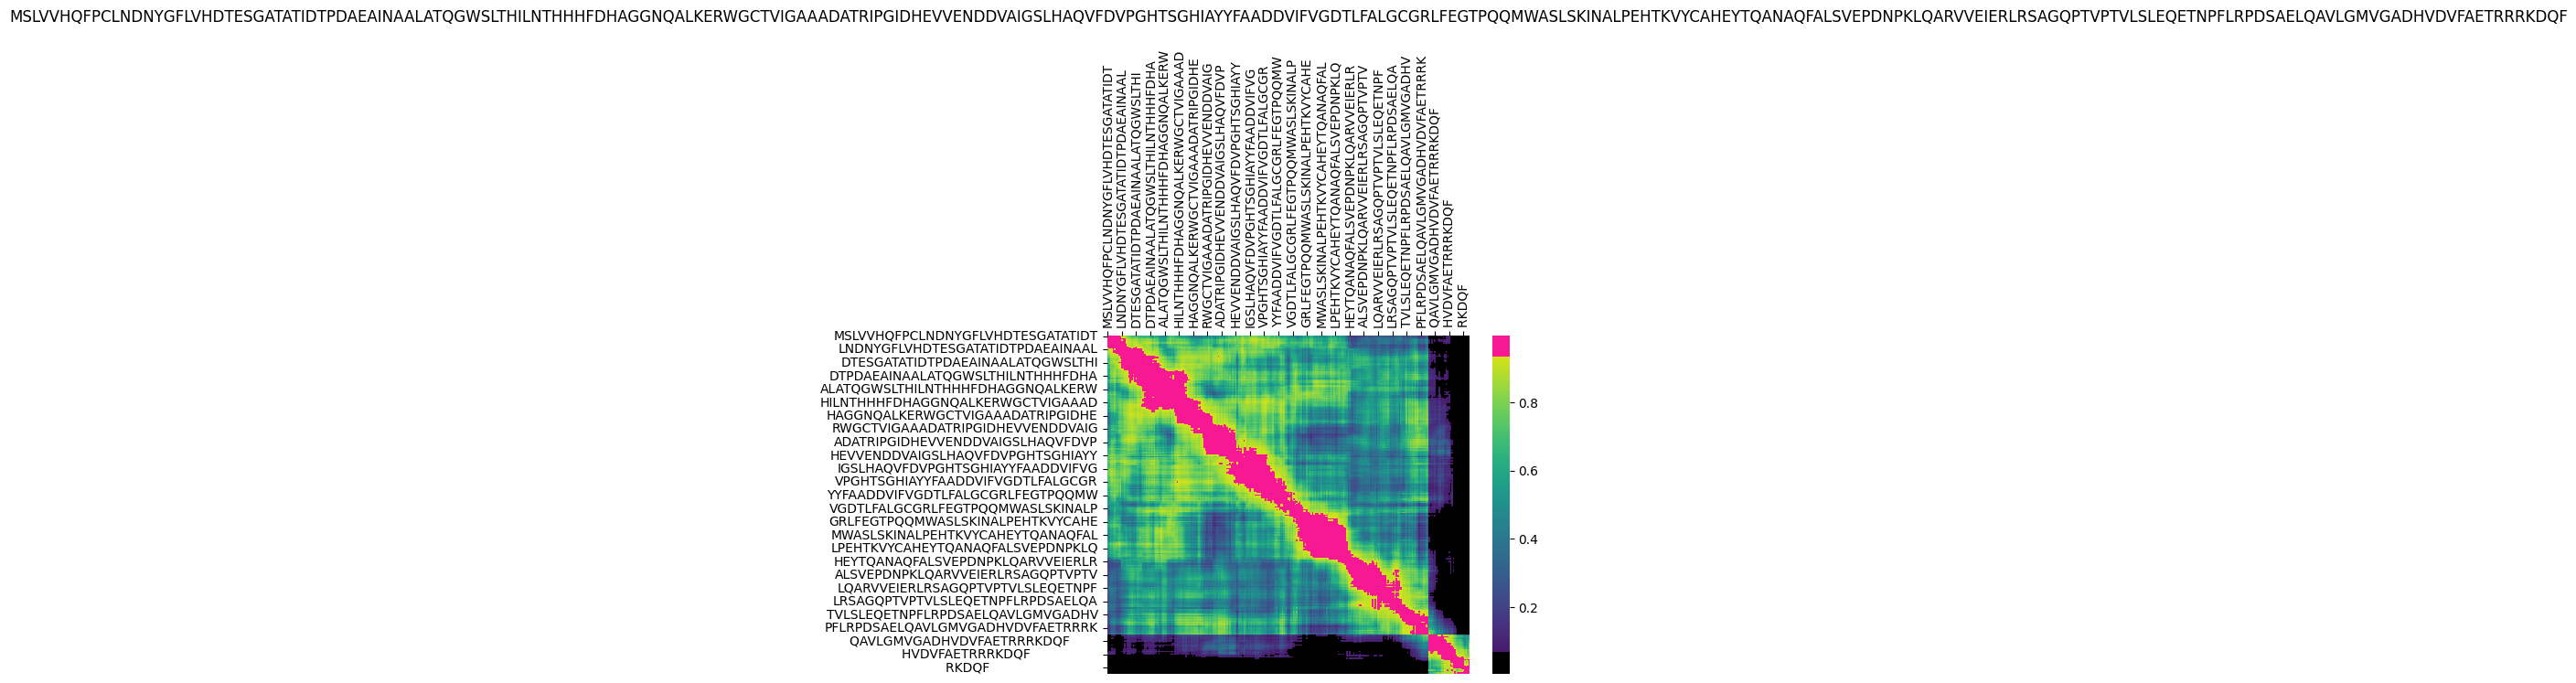 MSLVVHQFPCLNDNYGFLVHDTESGATATIDTPDAEAINAALATQGWSLTHILNTHHHFDHAGGNQALKERWGCTVIGAAADATRIPGIDHEVVENDDVAIGSLHAQVFDVPGHTSGHIAYYFAADDVIFVGDTLFALGCGRLFEGTPQQMWASLSKINALPEHTKVYCAHEYTQANAQFALSVEPDNPKLQARVVEIERLRSAGQPTVPTVLSLEQETNPFLRPDSAELQAVLGMVGADHVDVFAETRRRKDQF
MSLVVHQFPCLNDNYGFLVHDTESGATATIDT
LNDNYGFLVHDTESGATATIDTPDAEAINAAL
DTESGATATIDTPDAEAINAALATQGWSLTHI
DTPDAEAINAALATQGWSLTHILNTHHHFDHA
ALATQGWSLTHILNTHHHFDHAGGNQALKERW
HILNTHHHFDHAGGNQALKERWGCTVIGAAAD
HAGGNQALKERWGCTVIGAAADATRIPGIDHE
RWGCTVIGAAADATRIPGIDHEVVENDDVAIG
ADATRIPGIDHEVVENDDVAIGSLHAQVFDVP
HEVVENDDVAIGSLHAQVFDVPGHTSGHIAYY
IGSLHAQVFDVPGHTSGHIAYYFAADDVIFVG
VPGHTSGHIAYYFAADDVIFVGDTLFALGCGR
YYFAADDVIFVGDTLFALGCGRLFEGTPQQMW
VGDTLFALGCGRLFEGTPQQMWASLSKINALP
GRLFEGTPQQMWASLSKINALPEHTKVYCAHE
MWASLSKINALPEHTKVYCAHEYTQANAQFAL
LPEHTKVYCAHEYTQANAQFALSVEPDNPKLQ
HEYTQANAQFALSVEPDNPKLQARVVEIERLR
ALSVEPDNPKLQARVVEIERLRSAGQPTVPTV
LQARVVEIERLRSAGQPTVPTVLSLEQETNPF
LRSAGQPTVPTVLSLEQETNPFLRPDSAELQA
TVLSLEQETNPFLRPDSAELQAVLGMVGADHV
PFLRPDSAELQAVLGMVGADHVDVFAETRRRK
QAVLGMVGADHVDVFAETRRRKDQF
HVDVFAETRRRKDQF
RKDQF
MSLVVHQFPCLNDNYGFLVHDTESGATATIDT
LNDNYGFLVHDTESGATATIDTPDAEAINAAL
DTESGATATIDTPDAEAINAALATQGWSLTHI
DTPDAEAINAALATQGWSLTHILNTHHHFDHA
ALATQGWSLTHILNTHHHFDHAGGNQALKERW
HILNTHHHFDHAGGNQALKERWGCTVIGAAAD
HAGGNQALKERWGCTVIGAAADATRIPGIDHE
RWGCTVIGAAADATRIPGIDHEVVENDDVAIG
ADATRIPGIDHEVVENDDVAIGSLHAQVFDVP
HEVVENDDVAIGSLHAQVFDVPGHTSGHIAYY
IGSLHAQVFDVPGHTSGHIAYYFAADDVIFVG
VPGHTSGHIAYYFAADDVIFVGDTLFALGCGR
YYFAADDVIFVGDTLFALGCGRLFEGTPQQMW
VGDTLFALGCGRLFEGTPQQMWASLSKINALP
GRLFEGTPQQMWASLSKINALPEHTKVYCAHE
MWASLSKINALPEHTKVYCAHEYTQANAQFAL
LPEHTKVYCAHEYTQANAQFALSVEPDNPKLQ
HEYTQANAQFALSVEPDNPKLQARVVEIERLR
ALSVEPDNPKLQARVVEIERLRSAGQPTVPTV
LQARVVEIERLRSAGQPTVPTVLSLEQETNPF
LRSAGQPTVPTVLSLEQETNPFLRPDSAELQA
TVLSLEQETNPFLRPDSAELQAVLGMVGADHV
PFLRPDSAELQAVLGMVGADHVDVFAETRRRK
QAVLGMVGADHVDVFAETRRRKDQF
HVDVFAETRRRKDQF
RKDQF
0.8
0.6
0.4
0.2